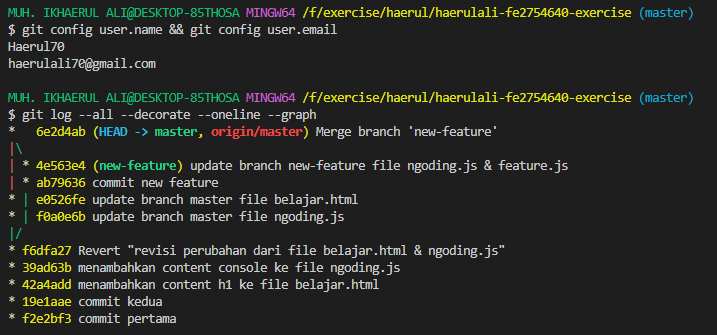 MUH. IKHAERUL ALI@DESKTOP-85THOSA MINGW64 /f/exercise/haerul/haerulali-fe2754640-exercise (master)
$ git config user.name && git config user.email
Haerul70
haerulali70@gmail.com

MUH. IKHAERUL ALI@DESKTOP-85THOSA MINGW64 /f/exercise/haerul/haerulali-fe2754640-exercise (master)
$ git log --all --decorate --oneline --graph
*   6e2d4ab (HEAD -> master, origin/master) Merge branch 'new-feature'
|\
| * 4e563e4 (new-feature) update branch new-feature file ngoding.js & feature.js
| * ab79636 commit new feature
* | e0526fe update branch master file belajar.html
* | f0a0e6b update branch master file ngoding.js
|/
* f6dfa27 Revert "revisi perubahan dari file belajar.html & ngoding.js"
* 39ad63b menambahkan content console ke file ngoding.js
* 42a4add menambahkan content h1 ke file belajar.html
* 19e1aae commit kedua
* f2e2bf3 commit pertama